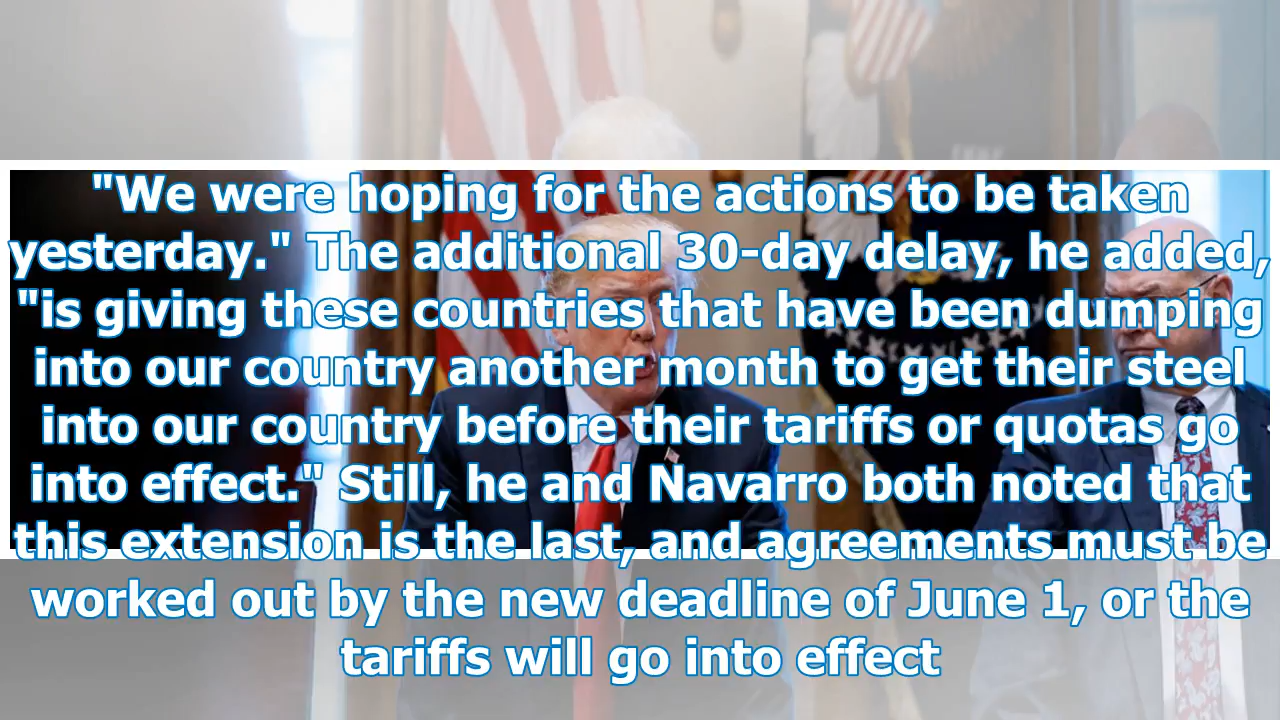 "We were hoping for the actions to be taken
yesterday." The additional 30-day delay, he added,
"is giving these countries that have been dumping
into our country another month to get their steel
into our country before their tariffs or quotas go
into effect." Still, he and Navarro both noted that
this extension is the last, and agreements must be
worked out by the new deadline of June 1, or the
tariffs will go into effect